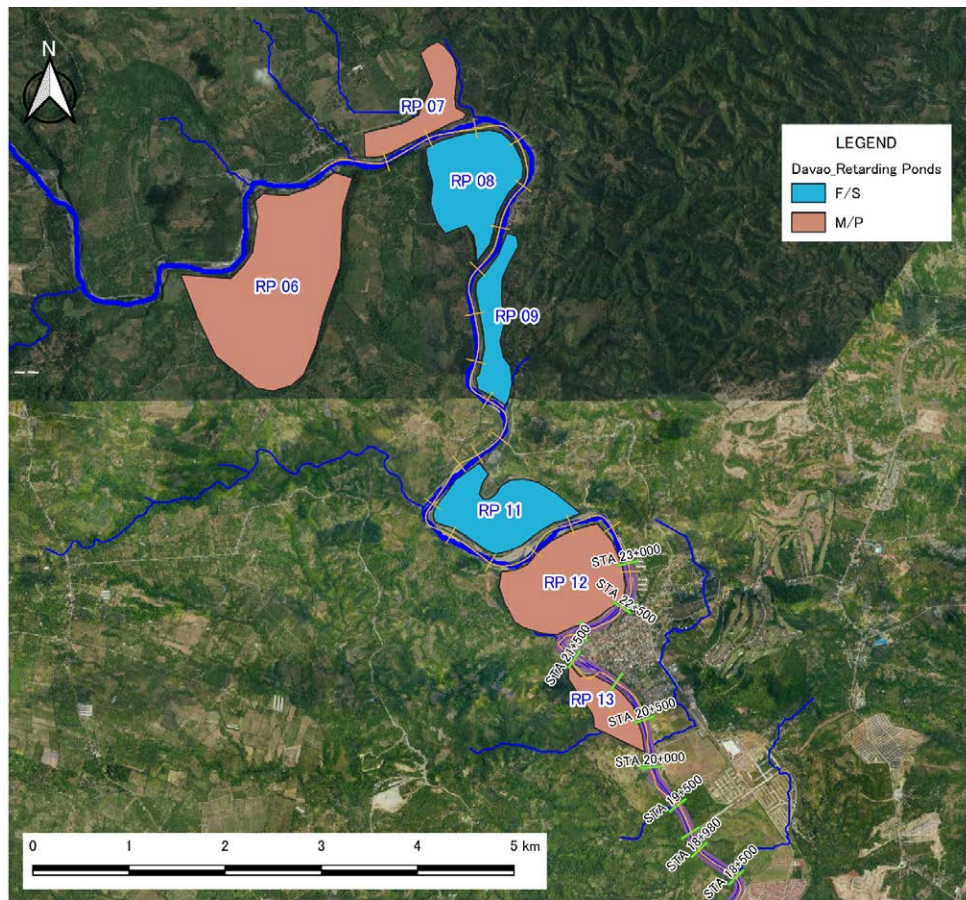 N
RP 07
LEGEND
Davao_Retarding Ponds
F/S
M/P
RP 08
RP 06
RP 09
RP 11
STA 23+000
RP 12
STA 22+500
STA 21+500
RP 13
STA 20+500
STA 20+000
STA 19+500
STA 18+980
STA 18+500
0 1 2 3 4 5 km